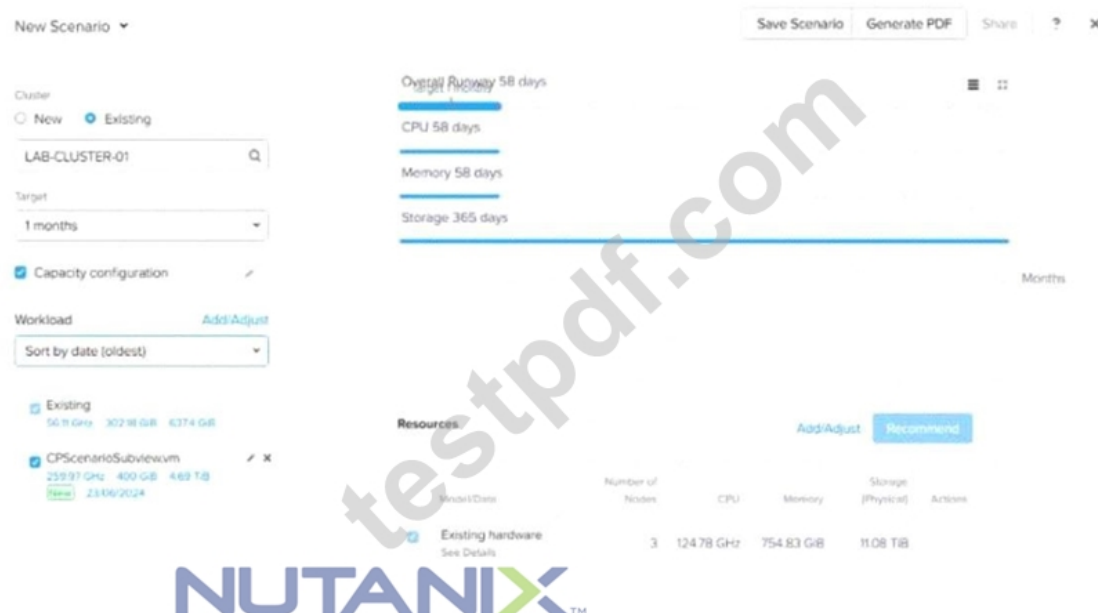 New Scenario
Save Scenario Generate PDF Share ? ×
Cluster
New Existing
LAB-CLUSTER-01
Target
1 months
Capacity configuration
Workload Add/Adjust
Sort by date (oldest)
Existing
56.11 GHz 302.18 GiB 637.4 GiB
CPScenarioSubview.vm
259.97 GHz 400 GiB 4.69 TiB
New 23/06/2024
Overall Runway 58 days
Target
CPU 58 days
Memory 58 days
Storage 365 days
Months
Resources Add/Adjust Recommend
Model/Date Number of Nodes CPU Memory Storage (Physical) Actions
Existing hardware 3 124.78 GHz 754.83 GiB 11.08 TiB
See Details
testpdf.com
NUTANIX™